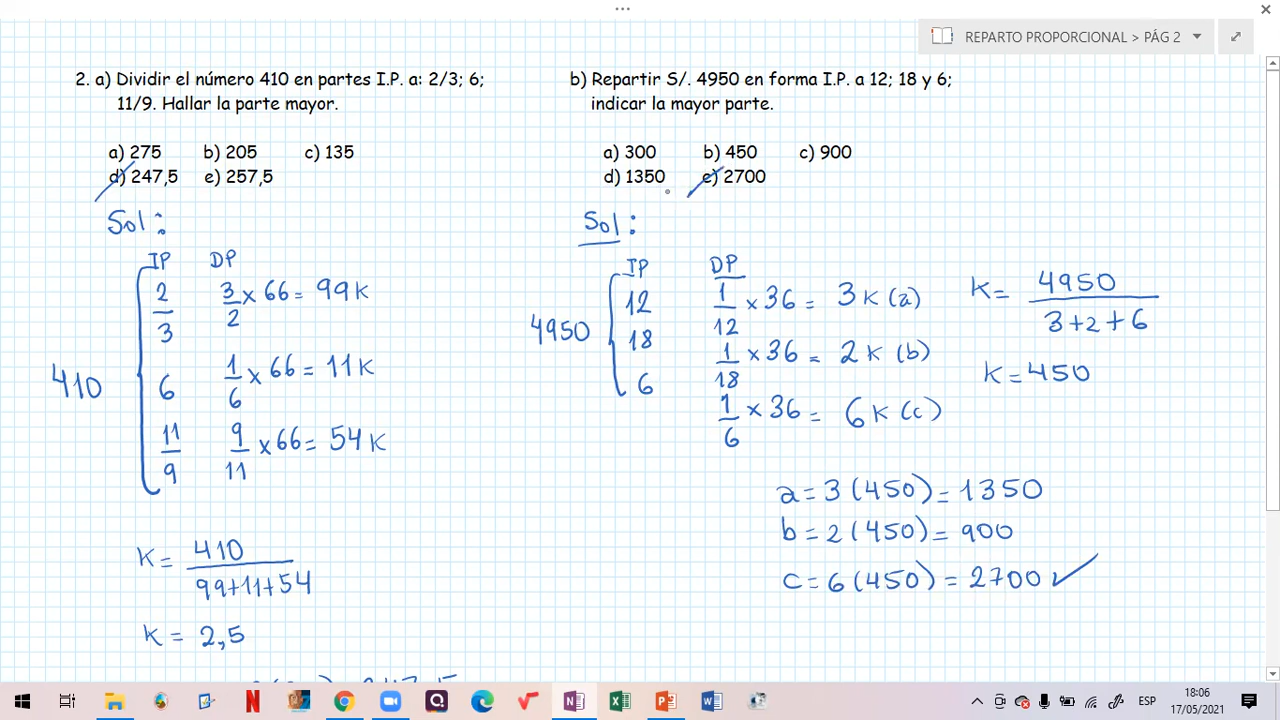 REPARTO PROPORCIONAL > PÁG 2
2. a) Dividir el número 410 en partes I.P. a: 2/3; 6;
11/9. Hallar la parte mayor.
a) 275 b) 205 c) 135
d) 247,5 e) 257,5
Sol:
IP DP
410
2/3 3/2 x 66 = 99K
6 1/6 x 66 = 11K
11/9 9/11 x 66 = 54K
K = 410/99+11+54
K = 2,5
b) Repartir S/. 4950 en forma I.P. a 12; 18 y 6;
indicar la mayor parte.
a) 300 b) 450 c) 900
d) 1350 e) 2700
Sol:
IP DP
4950
12 1/12 x 36 = 3K (a)
18 1/18 x 36 = 2K (b)
6 1/6 x 36 = 6K (c)
K = 4950/3+2+6
K = 450
a = 3 (450) = 1350
b = 2 (450) = 900
c = 6 (450) = 2700 ✓
ESP
8:06
17/05/2021